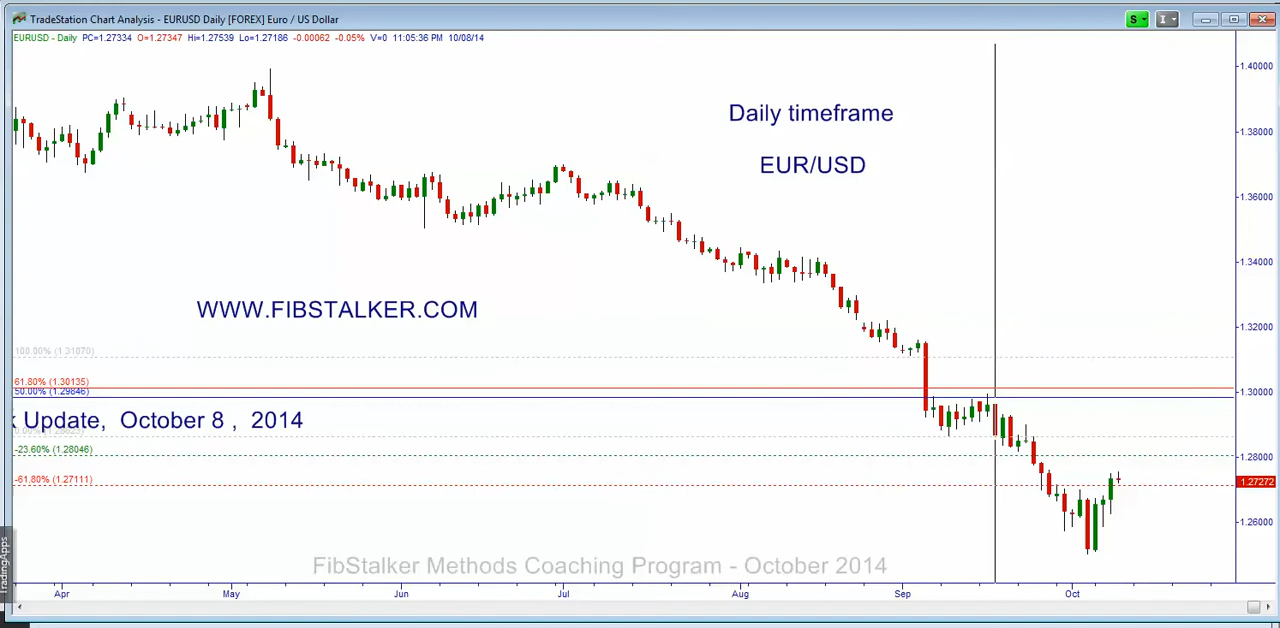 TradeStation Chart Analysis - EURUSD Daily [FOREX] Euro / US Dollar
S
I
EURUSD - Daily PC=1.27334 O=1.27347 Hi=1.27539 Lo=1.27186 -0.00062 -0.05% V=0 11:05:36 PM 10/08/14
1.40000
Daily timeframe
1.38000
EUR/USD
1.36000
1.34000
WWW.FIBSTALKER.COM
1.32000
100.00% (1.31070)
61.80% (1.30135)
50.00% (1.29846)
1.30000
Update, October 8 , 2014
-23.60% (1.28046)
1.28000
-61.80% (1.27111)
1.27272
1.26000
TradingApps
FibStalker Methods Coaching Program - October 2014
Apr May Jun Jul Aug Sep Oct